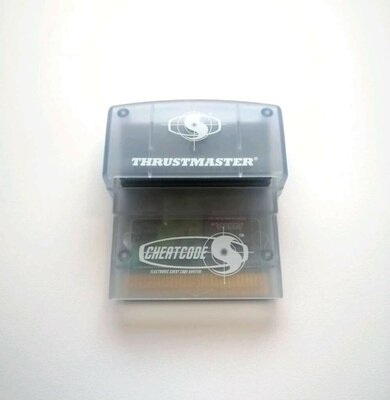 THRUSTMASTER®
CHEATCODE
ELECTRONIC CHEAT CODE SYSTEM